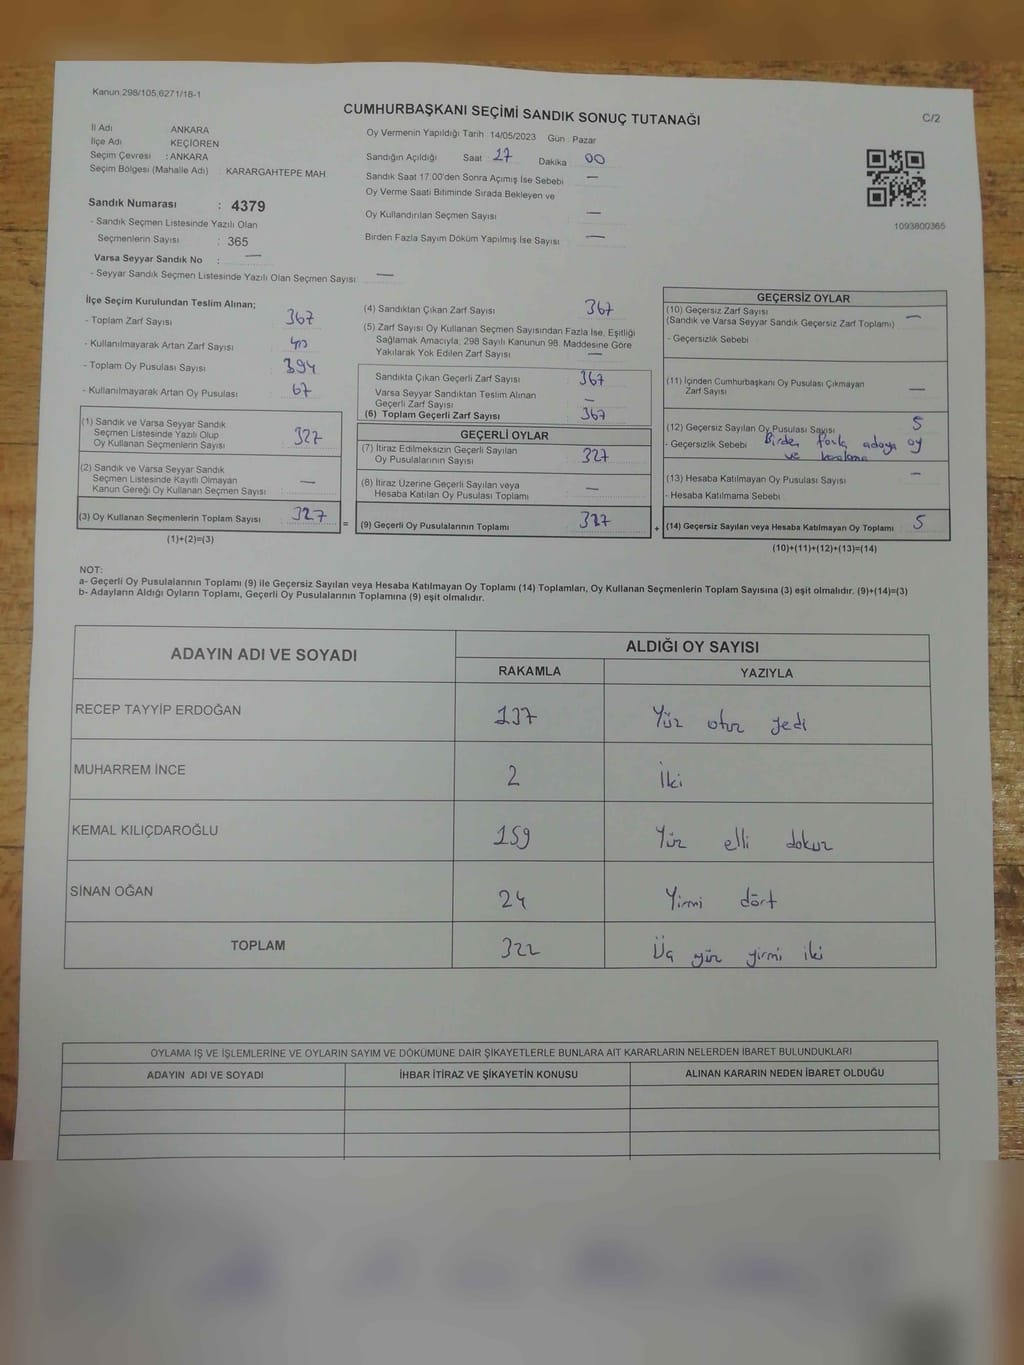 Kanun 298/105,6271/18-1
CUMHURBAŞKANI SEÇİMİ SANDIK SONUÇ TUTANAĞI
C/2
İl Adı ANKARA
İlçe Adı KEÇİÖREN
Seçim Çevresi : ANKARA
Seçim Bölgesi (Mahalle Adı) KARARGAHTEPE MAH
Sandık Numarası : 4379
- Sandık Seçmen Listesinde Yazılı Olan
Seçmenlerin Sayısı : 365
Varsa Seyyar Sandık No : —
- Seyyar Sandık Seçmen Listesinde Yazılı Olan Seçmen Sayısı —
Oy Vermenin Yapıldığı Tarih : 14/05/2023 Gün : Pazar
Sandığın Açıldığı Saat : 17 Dakika : 00
Sandık Saat 17:00'den Sonra Açımış İse Sebebi —
Oy Verme Saati Bitiminde Sırada Bekleyen ve
Oy Kullandırılan Seçmen Sayısı —
Birden Fazla Sayım Döküm Yapılmış İse Sayısı —
1093800365
İlçe Seçim Kurulundan Teslim Alınan;
- Toplam Zarf Sayısı 367
- Kullanılmayarak Artan Zarf Sayısı
- Toplam Oy Pusulası Sayısı 394
- Kullanılmayarak Artan Oy Pusulası 67
(1) Sandık ve Varsa Seyyar Sandık
Seçmen Listesinde Yazılı Olup
Oy Kullanan Seçmenlerin Sayısı 327
(2) Sandık ve Varsa Seyyar Sandık
Seçmen Listesinde Kayıtlı Olmayan
Kanun Gereği Oy Kullanan Seçmen Sayısı —
(3) Oy Kullanan Seçmenlerin Toplam Sayısı 327
(1)+(2)=(3)
=
(4) Sandıktan Çıkan Zarf Sayısı 367
(5) Zarf Sayısı Oy Kullanan Seçmen Sayısından Fazla İse, Eşitliği
Sağlamak Amacıyla, 298 Sayılı Kanunun 98. Maddesine Göre
Yakılarak Yok Edilen Zarf Sayısı —
Sandıkta Çıkan Geçerli Zarf Sayısı 367
Varsa Seyyar Sandıktan Teslim Alınan
Geçerli Zarf Sayısı —
(6) Toplam Geçerli Zarf Sayısı 367
GEÇERLİ OYLAR
(7) İtiraz Edilmeksizin Geçerli Sayılan
Oy Pusulalarının Sayısı 327
(8) İtiraz Üzerine Geçerli Sayılan veya
Hesaba Katılan Oy Pusulası Toplamı —
(9) Geçerli Oy Pusulalarının Toplamı 327
+
GEÇERSİZ OYLAR
(10) Geçersiz Zarf Sayısı —
(Sandık ve Varsa Seyyar Sandık Geçersiz Zarf Toplamı)
- Geçersizlik Sebebi
(11) İçinden Cumhurbaşkanı Oy Pusulası Çıkmayan
Zarf Sayısı —
(12) Geçersiz Sayılan Oy Pusulası Sayısı 5
- Geçersizlik Sebebi Birden fazla adaya oy
ve
(13) Hesaba Katılmayan Oy Pusulası Sayısı —
- Hesaba Katılmama Sebebi
(14) Geçersiz Sayılan veya Hesaba Katılmayan Oy Toplamı 5
(10)+(11)+(12)+(13)=(14)
NOT:
a- Geçerli Oy Pusulalarının Toplamı (9) ile Geçersiz Sayılan veya Hesaba Katılmayan Oy Toplamı (14) Toplamları, Oy Kullanan Seçmenlerin Toplam Sayısına (3) eşit olmalıdır. (9)+(14)=(3)
b- Adayların Aldığı Oyların Toplamı, Geçerli Oy Pusulalarının Toplamına (9) eşit olmalıdır.
ADAYIN ADI VE SOYADI
ALDIĞI OY SAYISI
RAKAMLA YAZIYLA
RECEP TAYYİP ERDOĞAN 137 Yüz otuz yedi
MUHARREM İNCE 2 İki
KEMAL KILIÇDAROĞLU 159 Yüz elli dokuz
SİNAN OĞAN 24 Yirmi dört
TOPLAM 322 Üç yüz yirmi iki
OYLAMA İŞ VE İŞLEMLERİNE VE OYLARIN SAYIM VE DÖKÜMÜNE DAİR ŞİKAYETLERLE BUNLARA AİT KARARLARIN NELERDEN İBARET BULUNDUKLARI
ADAYIN ADI VE SOYADI İHBAR İTİRAZ VE ŞİKAYETİN KONUSU ALINAN KARARIN NEDEN İBARET OLDUĞU